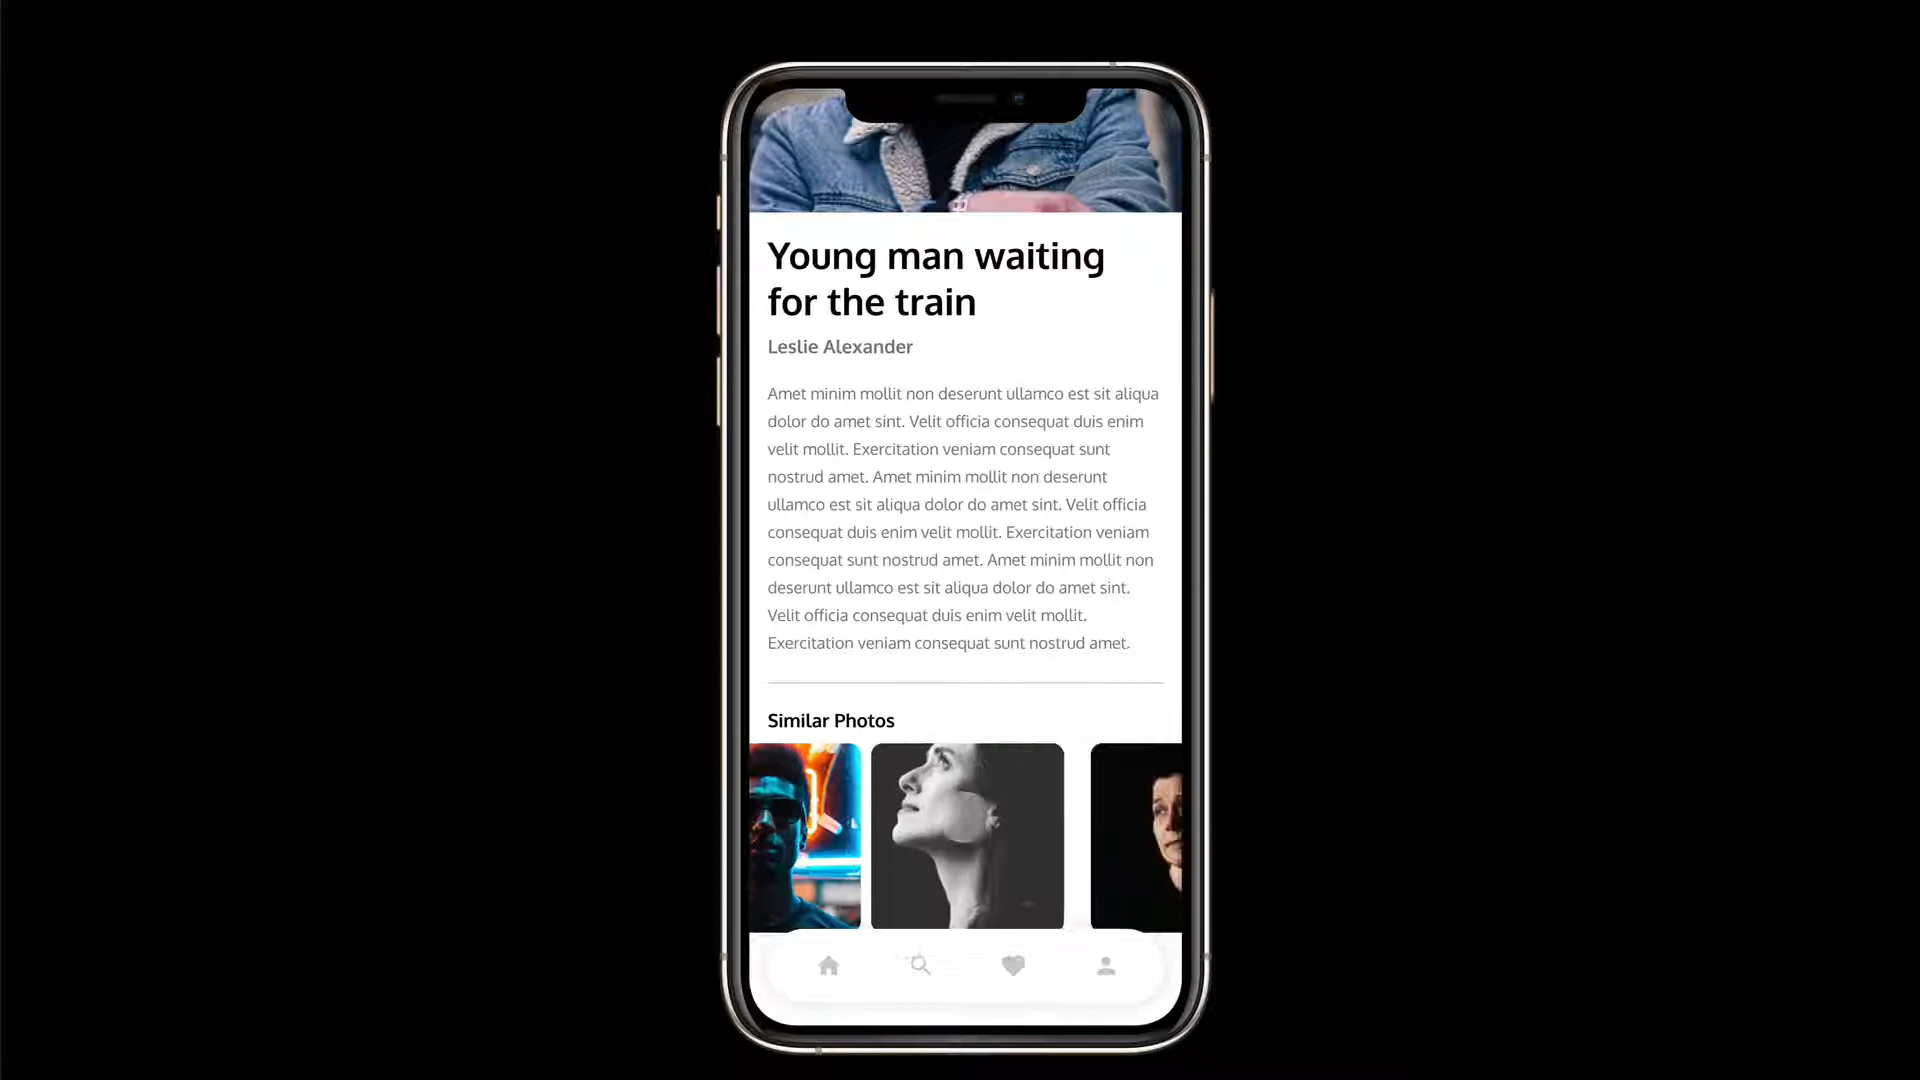 Young man waiting
for the train
Leslie Alexander
Amet minim mollit non deserunt ullamco est sit aliqua
dolor do amet sint. Velit officia consequat duis enim
velit mollit. Exercitation veniam consequat sunt
nostrud amet. Amet minim mollit non deserunt
ullamco est sit aliqua dolor do amet sint. Velit officia
consequat duis enim velit mollit. Exercitation veniam
consequat sunt nostrud amet. Amet minim mollit non
deserunt ullamco est sit aliqua dolor do amet sint.
Velit officia consequat duis enim velit mollit.
Exercitation veniam consequat sunt nostrud amet.
Similar Photos